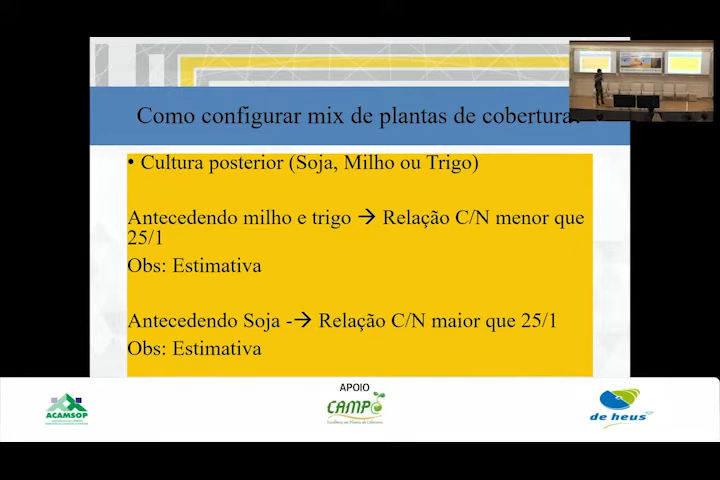 Como configurar mix de plantas de cobertura?
• Cultura posterior (Soja, Milho ou Trigo)
Antecedendo milho e trigo → Relação C/N menor que
25/1
Obs: Estimativa
Antecedendo Soja -→ Relação C/N maior que 25/1
Obs: Estimativa
APOIO
ACAMSOP
CAMPO
de heus